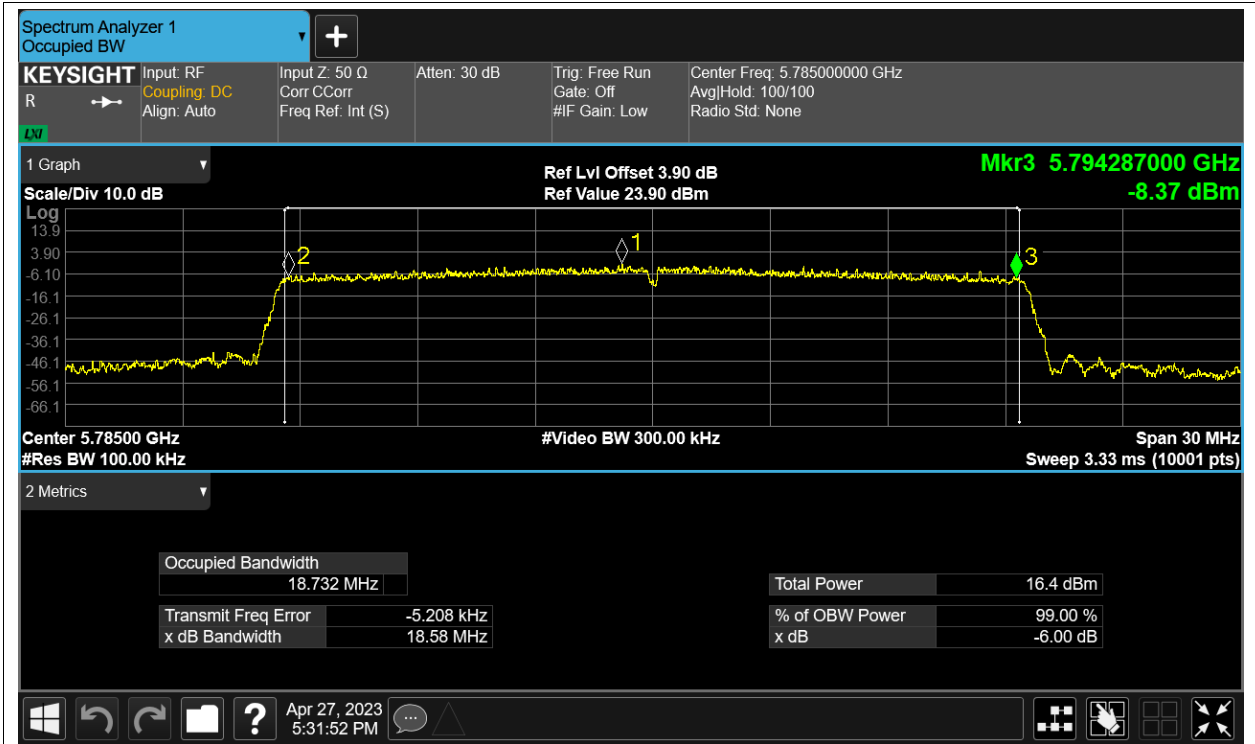 Spectrum Analyzer 1
Occupied BW
+
KEYSIGHT Input: RF Input Z: 50 Ω Atten: 30 dB Trig: Free Run Center Freq: 5.785000000 GHz
R Coupling: DC Corr CCorr Gate: Off Avg|Hold: 100/100
Align: Auto Freq Ref: Int (S) #IF Gain: Low Radio Std: None
LXI
1 Graph
Ref Lvl Offset 3.90 dB
Mkr3 5.794287000 GHz
Scale/Div 10.0 dB Ref Value 23.90 dBm -8.37 dBm
Log
13.9
3.90
-6.10
-16.1
-26.1
-36.1
-46.1
-56.1
-66.1
2
1
3
Center 5.78500 GHz #Video BW 300.00 kHz Span 30 MHz
#Res BW 100.00 kHz Sweep 3.33 ms (10001 pts)
2 Metrics
Occupied Bandwidth
18.732 MHz
Total Power 16.4 dBm
Transmit Freq Error -5.208 kHz % of OBW Power 99.00 %
x dB Bandwidth 18.58 MHz x dB -6.00 dB
?
Apr 27, 2023
5:31:52 PM